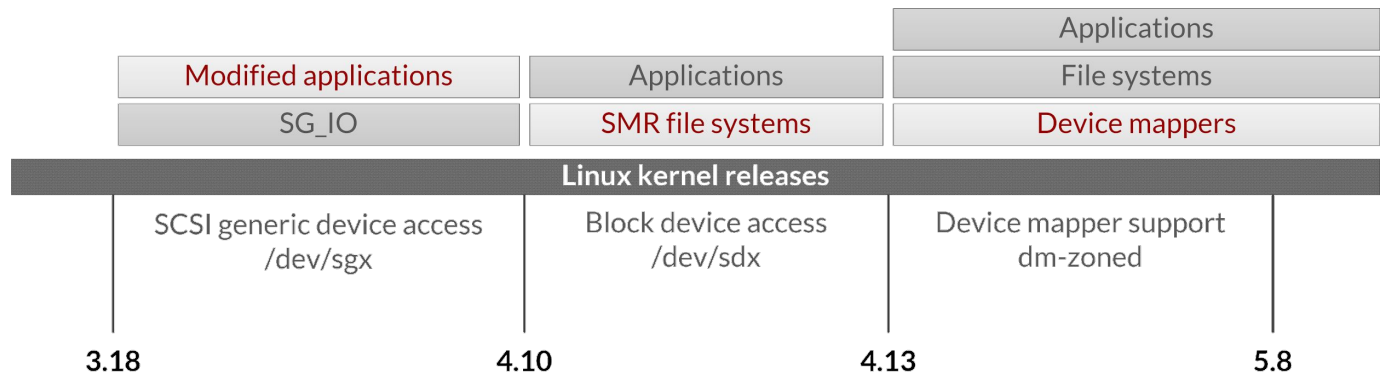 Applications
Modified applications Applications File systems
SG_IO SMR file systems Device mappers
Linux kernel releases
SCSI generic device access Block device access Device mapper support
/dev/sgx /dev/sdx dm-zoned
3.18 4.10 4.13 5.8